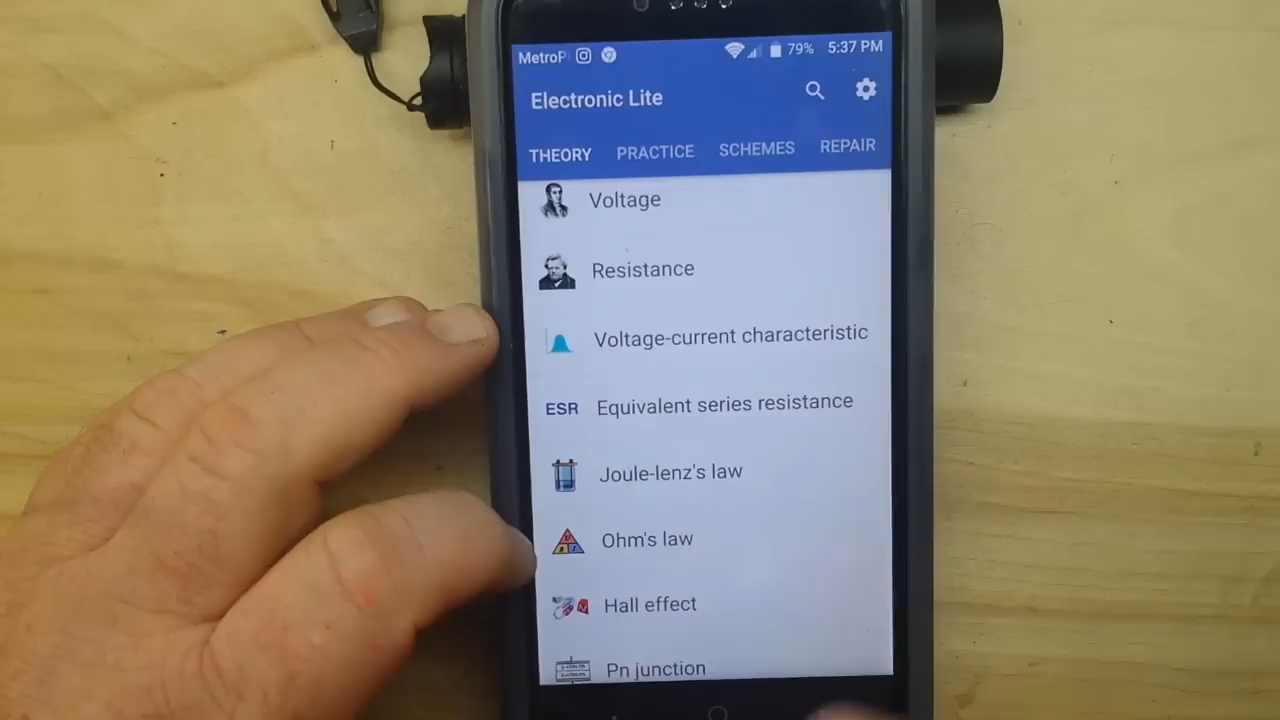 MetroP 79% 5:37 PM
Electronic Lite
THEORY PRACTICE SCHEMES REPAIR
Voltage
Resistance
Voltage-current characteristic
ESR Equivalent series resistance
Joule-lenz's law
Ohm's law
Hall effect
Pn junction